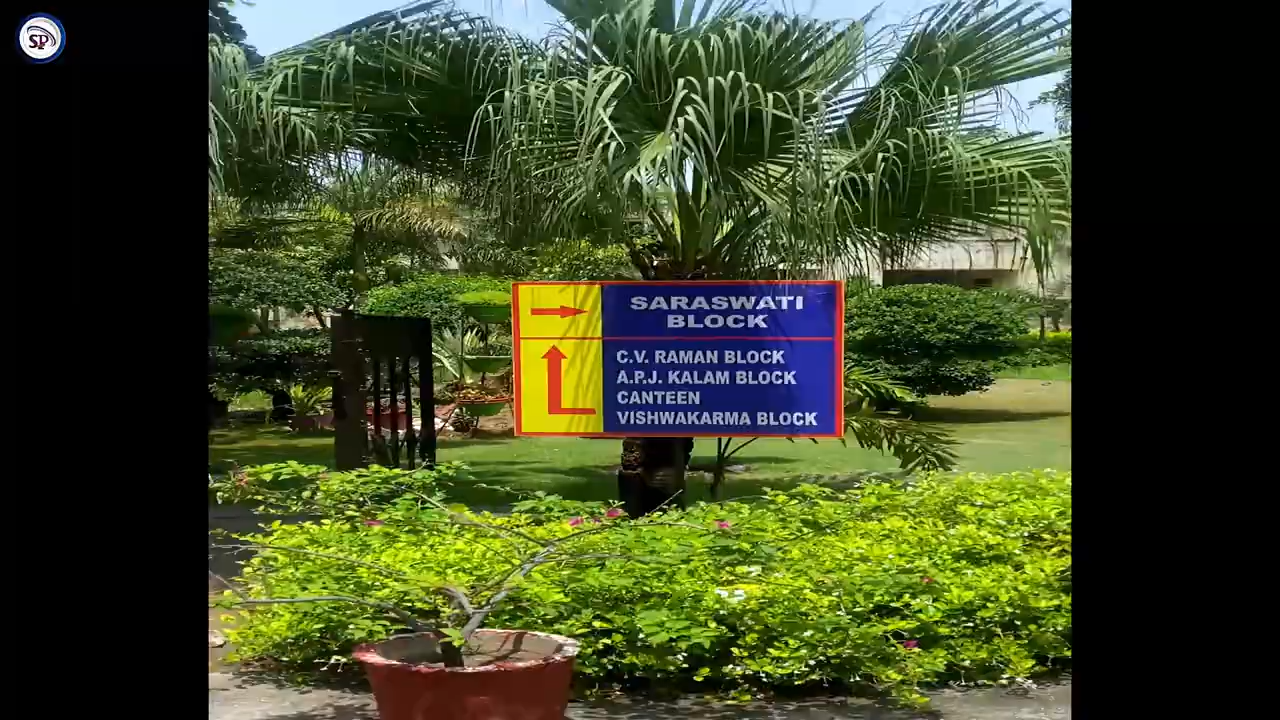 SP
SARASWATI
BLOCK
C.V. RAMAN BLOCK
A.P.J. KALAM BLOCK
CANTEEN
VISHWAKARMA BLOCK